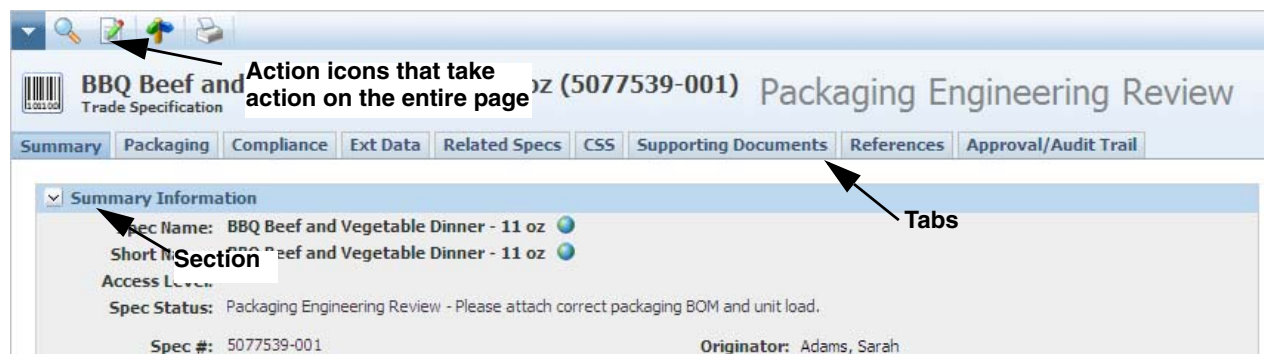 Action icons that take
action on the entire page
BBQ Beef and oz (5077539-001) Packaging Engineering Review
Trade Specification
Summary Packaging Compliance Ext Data Related Specs CSS Supporting Documents References Approval/Audit Trail
Tabs
Summary Information
Spec Name: BBQ Beef and Vegetable Dinner - 11 oz
Short Beef and Vegetable Dinner - 11 oz
Section
Access
Spec Status: Packaging Engineering Review - Please attach correct packaging BOM and unit load.
Spec #: 5077539-001 Originator: Adams, Sarah